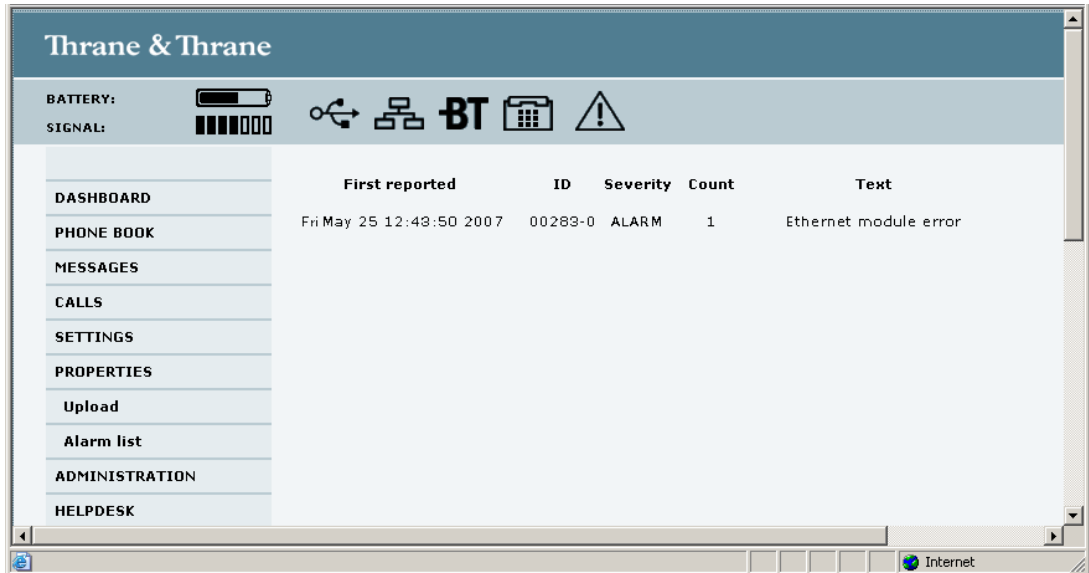 Thrane & Thrane
BATTERY:
SIGNAL:
BT
First reported ID Severity Count Text
Fri May 25 12:43:50 2007 00283-0 ALARM 1 Ethernet module error
DASHBOARD
PHONE BOOK
MESSAGES
CALLS
SETTINGS
PROPERTIES
Upload
Alarm list
ADMINISTRATION
HELPDESK
Internet